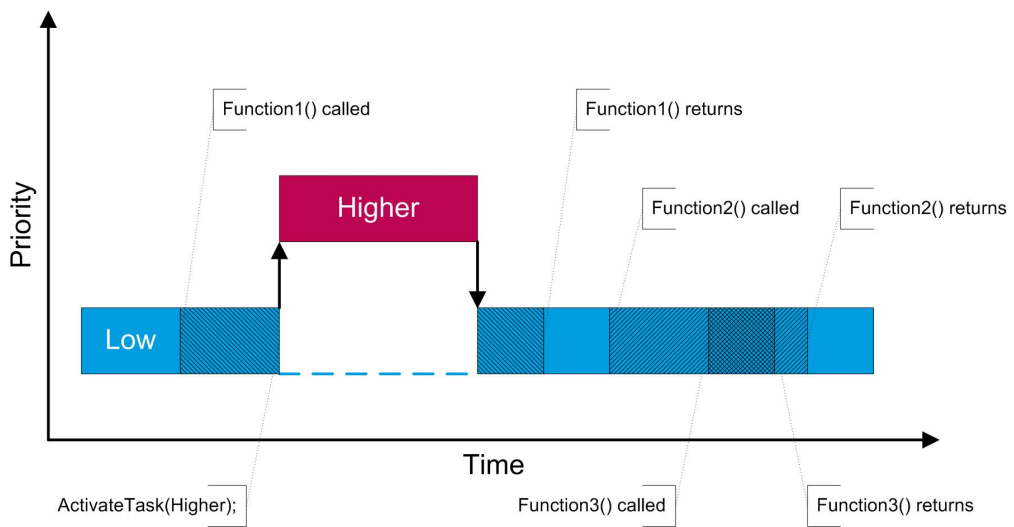 Function1() called
Function1() returns
Higher
Function2() called
Function2() returns
Priority
Low
Time
ActivateTask(Higher);
Function3() called
Function3() returns